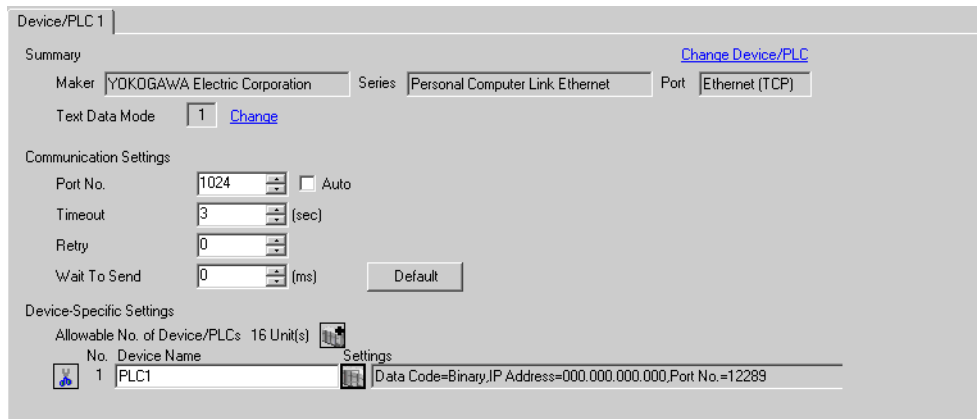 Device/PLC 1
Summary Change Device/PLC
Maker YOKOGAWA Electric Corporation Series Personal Computer Link Ethernet Port Ethernet (TCP)
Text Data Mode 1 Change
Communication Settings
Port No. 1024 Auto
Timeout 3 (sec)
Retry 0
Wait To Send 0 (ms) Default
Device-Specific Settings
Allowable No. of Device/PLCs 16 Unit(s)
No. Device Name Settings
1 PLC1 Data Code=Binary,IP Address=000.000.000.000,Port No.=12289